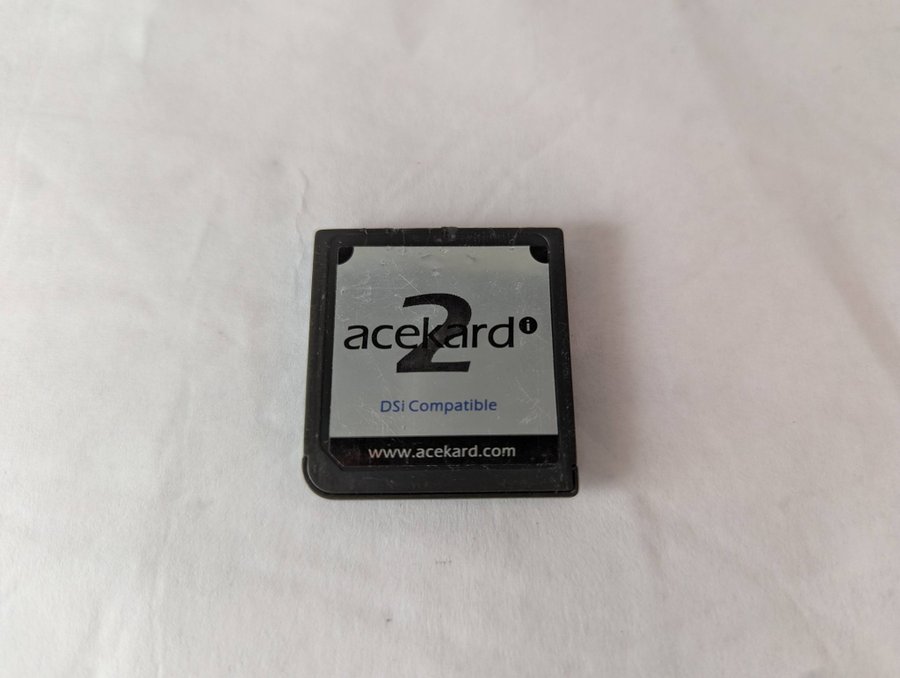 acekard 2 i
DSi Compatible
www.acekard.com